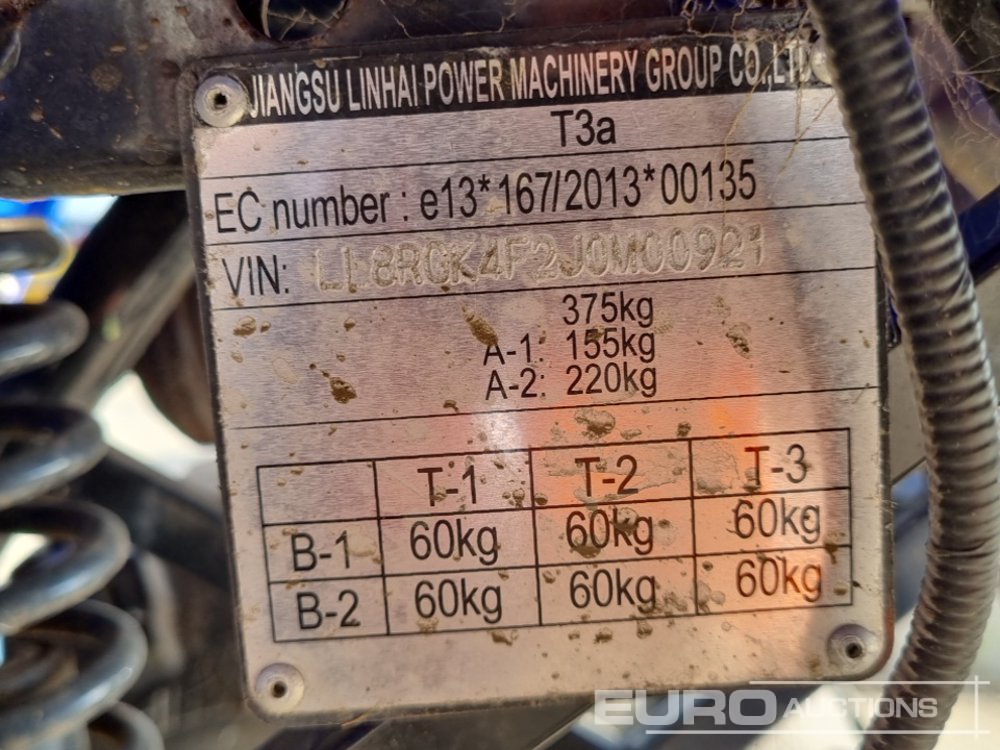 JIANGSU LINHAI POWER MACHINERY GROUP CO.,LTD
T3a
EC number : e13*167/2013*00135
VIN: LL8R0K4F2J0M00921
375kg
A-1: 155kg
A-2: 220kg
T-1 T-2 T-3
B-1 60kg 60kg 60kg
B-2 60kg 60kg 60kg
EURO AUCTIONS